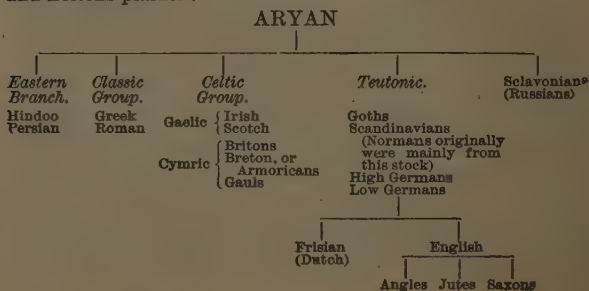 ARYAN
Eastern Branch.
Hindoo
Persian
Classic Group.
Greek
Roman
Celtic Group.
Gaelic { Irish
Scotch
Cymric { Britons
Breton, or
Armoricans
Gauls
Teutonic.
Goths
Scandinavians
(Normans originally
were mainly from
this stock)
High Germans
Low Germans
Sclavonians
(Russians)
Frisian
(Dutch)
English
Angles Jutes Saxons